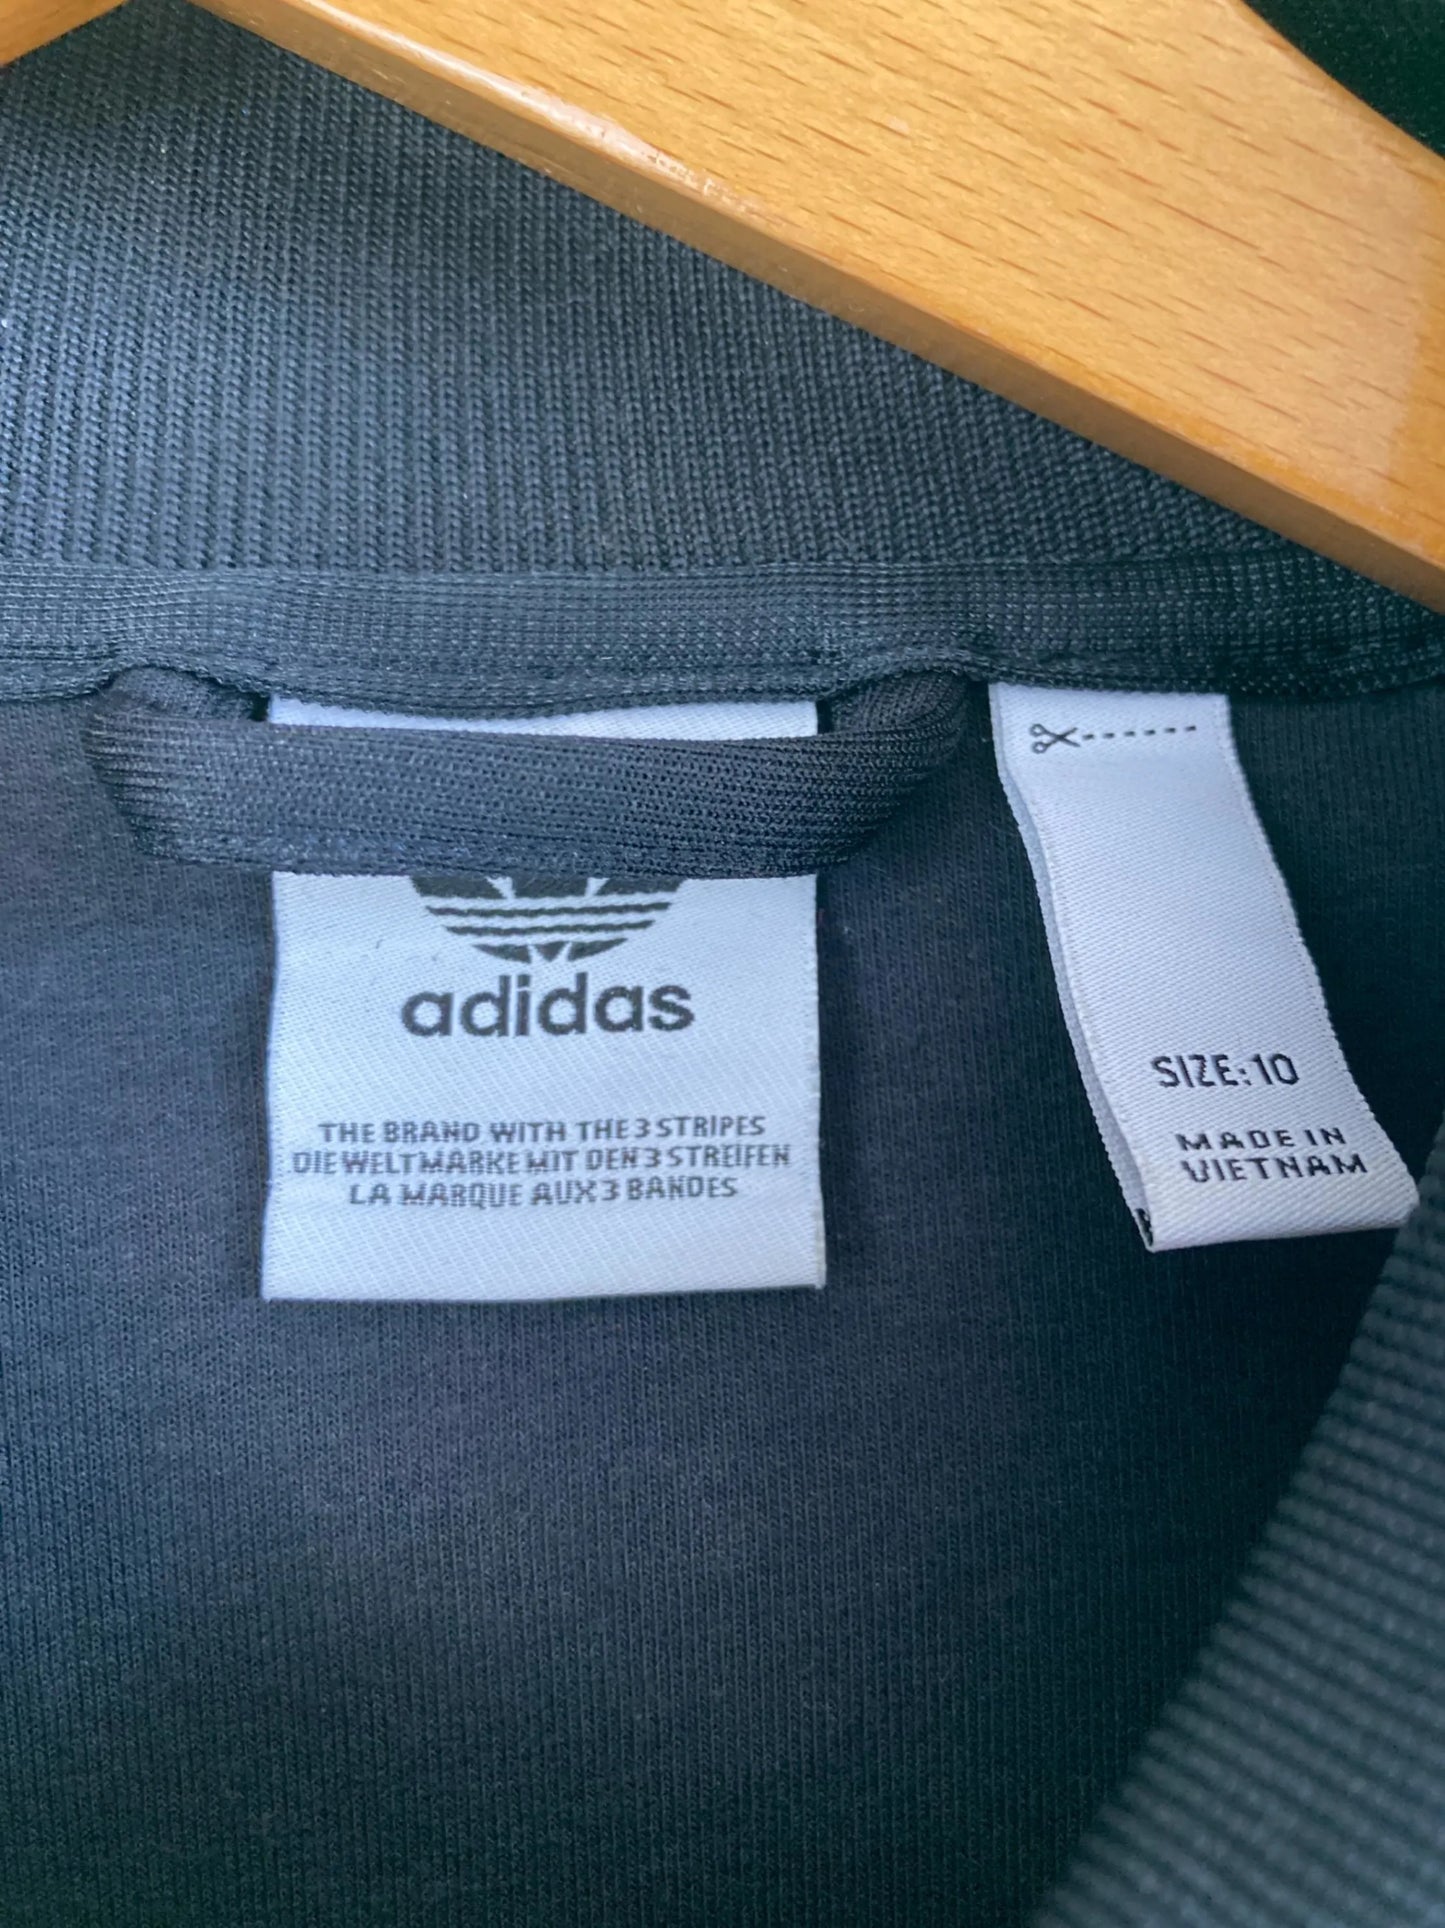 adidas
THE BRAND WITH THE 3 STRIPES
DIE WELTMARKE MIT DEN 3 STREIFEN
LA MARQUE AUX 3 BANDES
SIZE: 10
MADE IN
VIETNAM